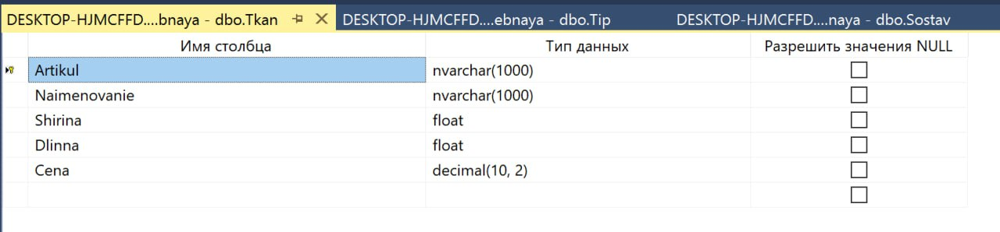 DESKTOP-HJMCFFD....bnaya - dbo.Tkan DESKTOP-HJMCFFD....ebnaya - dbo.Tip DESKTOP-HJMCFFD....naya - dbo.Sostav
Имя столбца Тип данных Разрешить значения NULL
Artikul nvarchar(1000)
Naimenovanie nvarchar(1000)
Shirina float
Dlinna float
Cena decimal(10, 2)